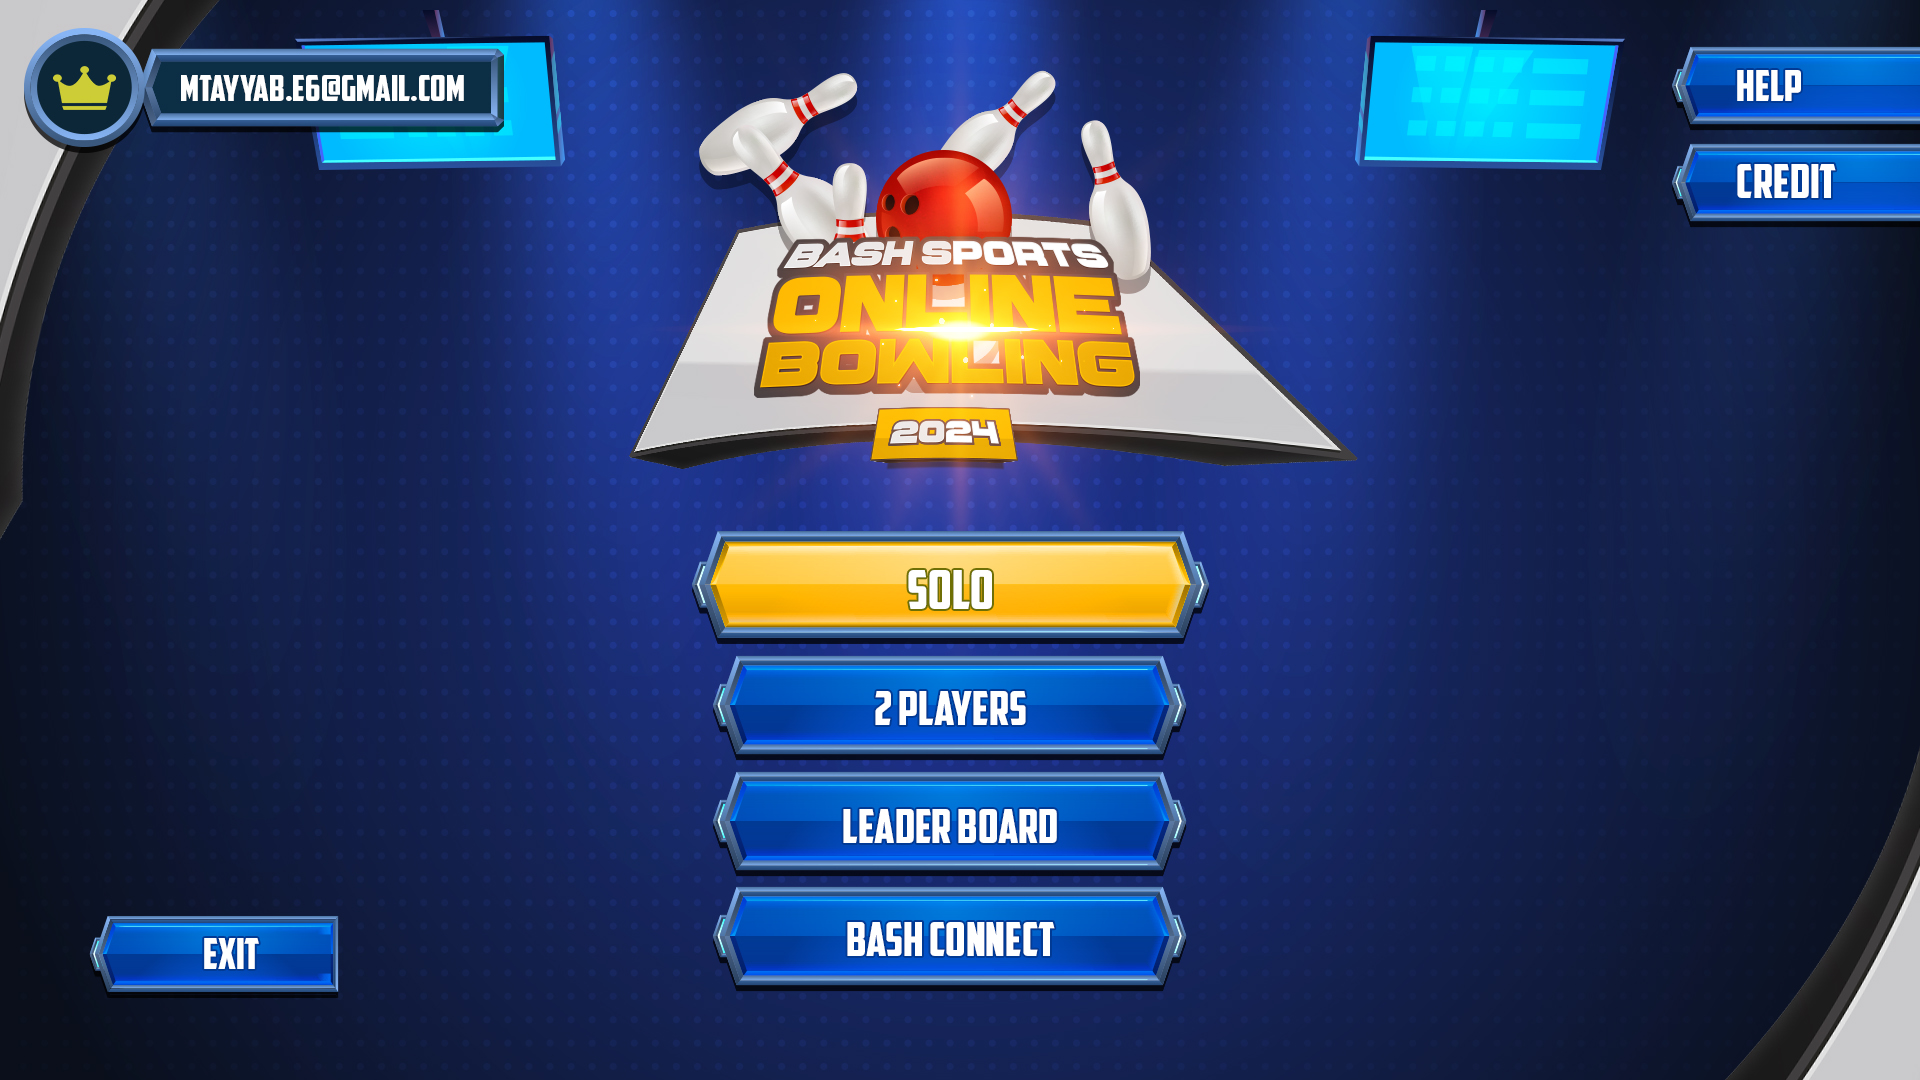 MTAYYAB.E6@GMAIL.COM
HELP
CREDIT
BASH SPORTS
ONLINE
BOWLING
2024
SOLO
2 PLAYERS
LEADER BOARD
BASH CONNECT
EXIT